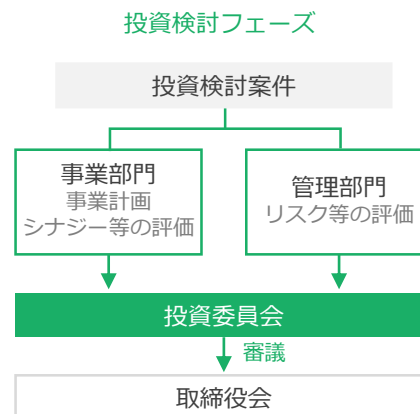 投資検討フェーズ
投資検討案件
事業部門
事業計画
シナジー等の評価
管理部門
リスク等の評価
投資委員会
審議
取締役会